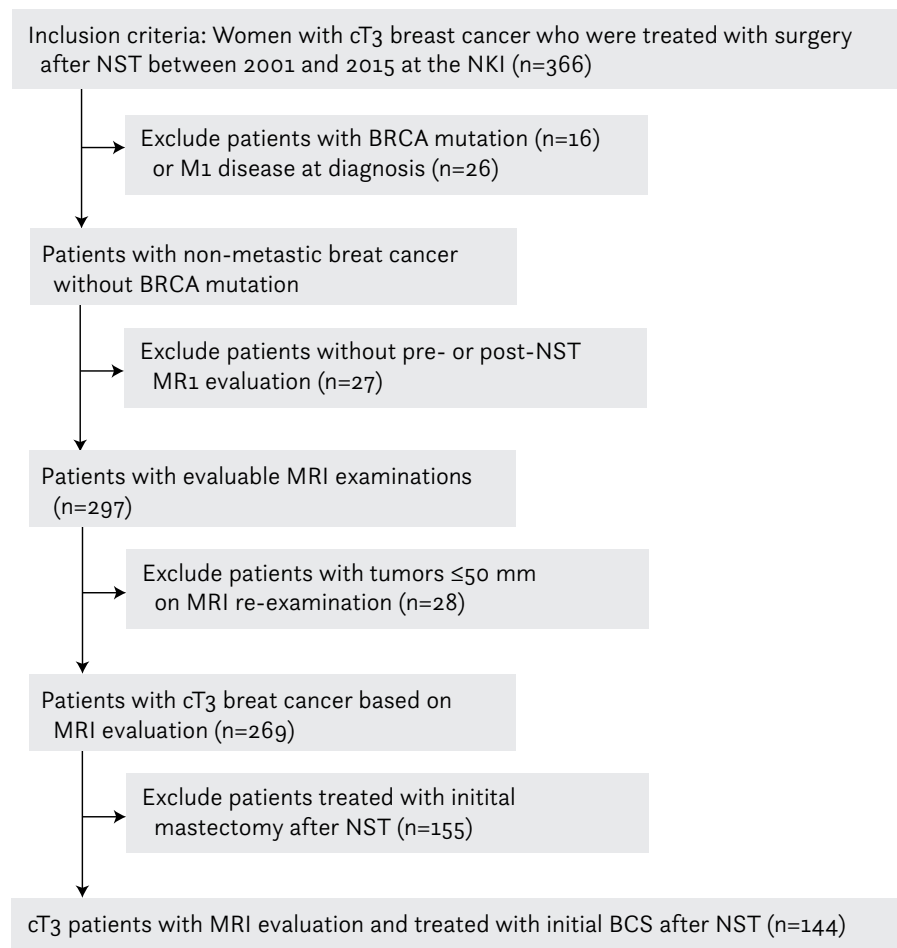 Inclusion criteria: Women with cT3 breast cancer who were treated with surgery
after NST between 2001 and 2015 at the NKI (n=366)
Exclude patients with BRCA mutation (n=16)
or M1 disease at diagnosis (n=26)
Patients with non-metastic breat cancer
without BRCA mutation
Exclude patients without pre- or post-NST
MR1 evaluation (n=27)
Patients with evaluable MRI examinations
(n=297)
Exclude patients with tumors ≤50 mm
on MRI re-examination (n=28)
Patients with cT3 breat cancer based on
MRI evaluation (n=269)
Exclude patients treated with initital
mastectomy after NST (n=155)
cT3 patients with MRI evaluation and treated with initial BCS after NST (n=144)